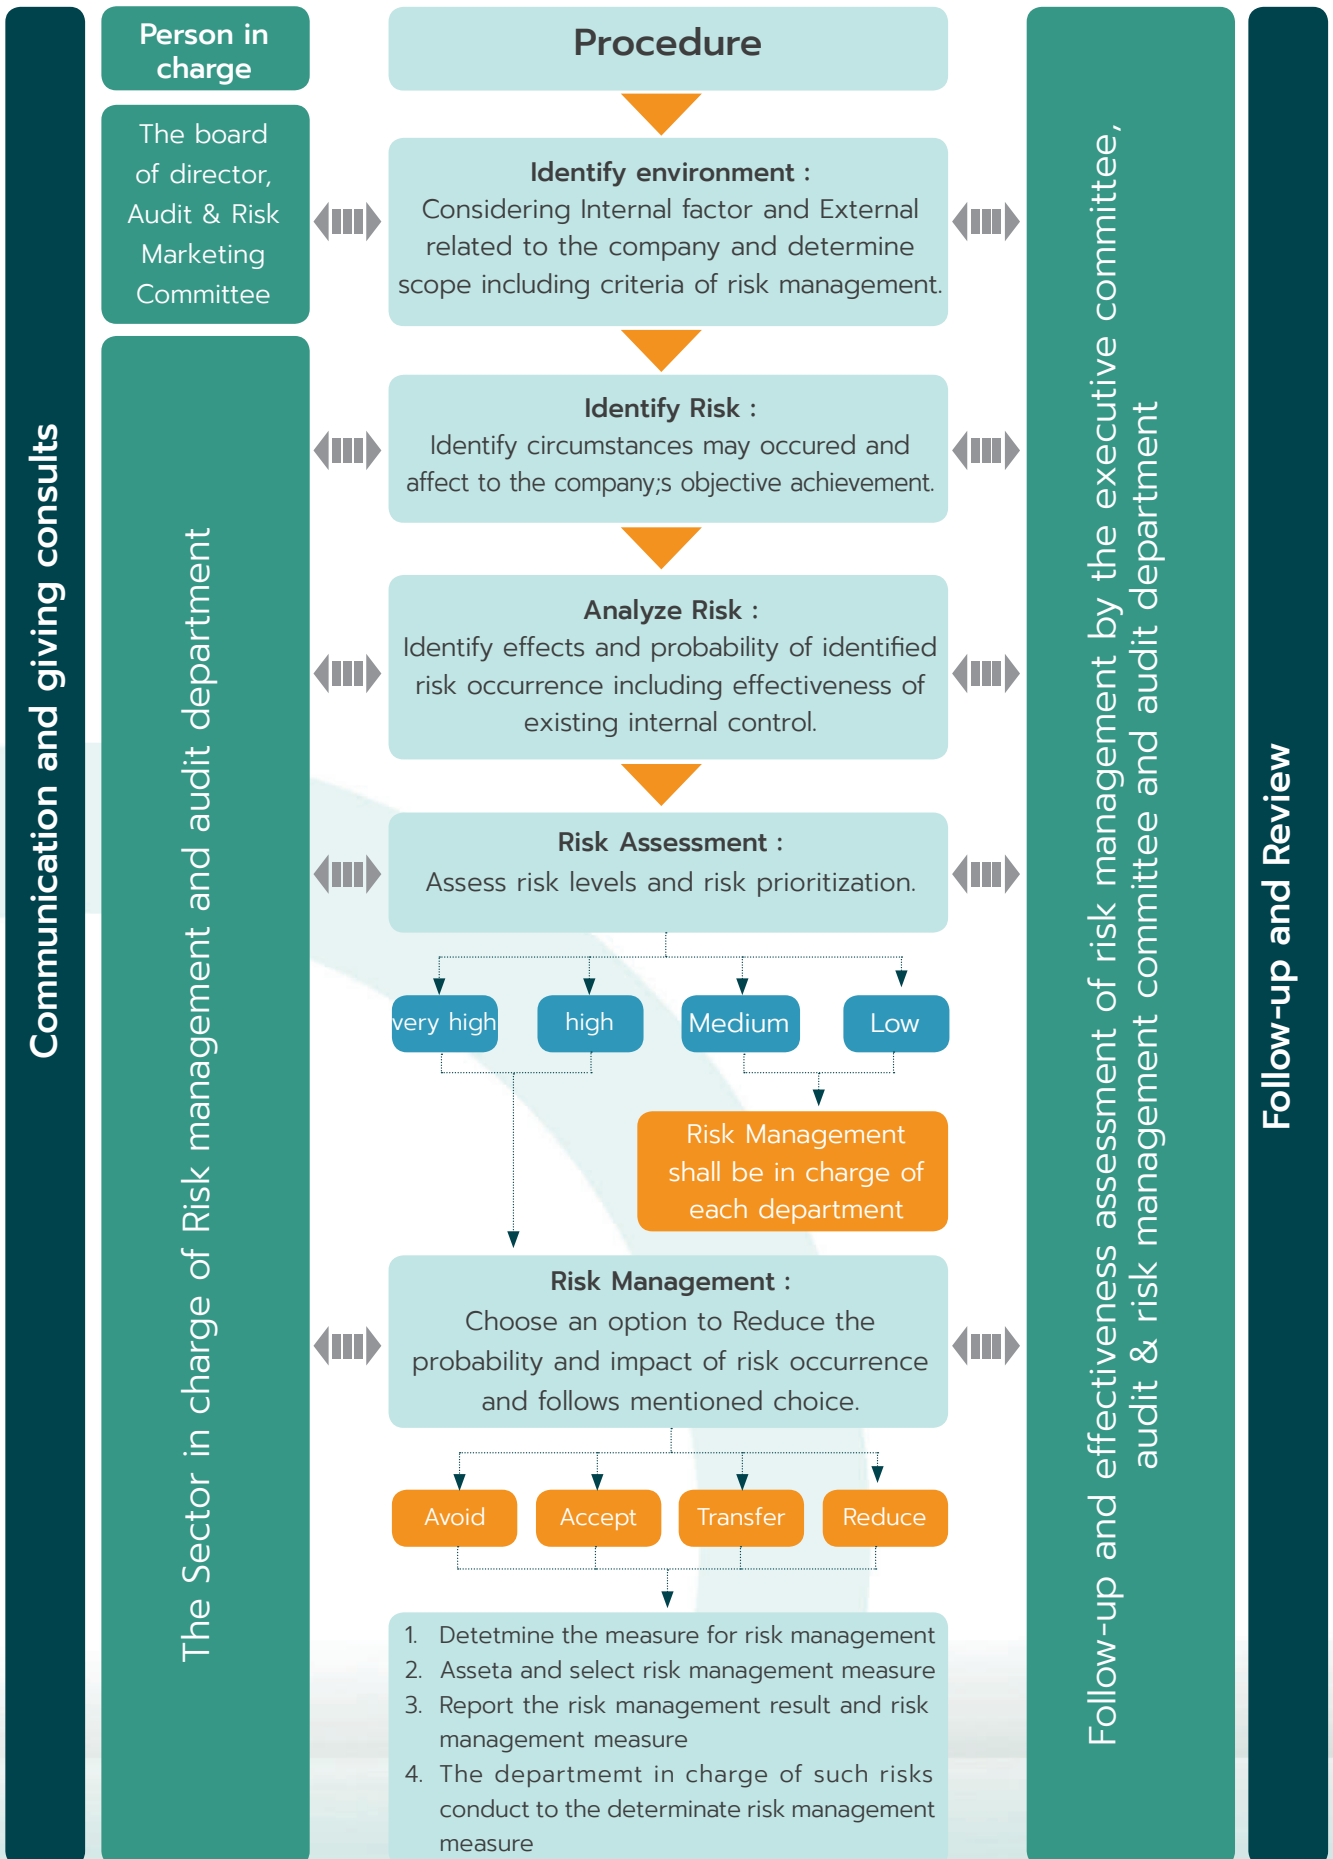 Communication and giving consults
Person in
charge
The board
of director,
Audit & Risk
Marketing
Committee
The Sector in charge of Risk management and audit department
Procedure
Identify environment :
Considering Internal factor and External
related to the company and determine
scope including criteria of risk management.
Identify Risk :
Identify circumstances may occured and
affect to the company;s objective achievement.
Analyze Risk :
Identify effects and probability of identified
risk occurrence including effectiveness of
existing internal control.
Risk Assessment :
Assess risk levels and risk prioritization.
very high
high
Medium
Low
Risk Management
shall be in charge of
each department
Risk Management :
Choose an option to Reduce the
probability and impact of risk occurrence
and follows mentioned choice.
Avoid
Accept
Transfer
Reduce
1. Detetmine the measure for risk management
2. Asseta and select risk management measure
3. Report the risk management result and risk
management measure
4. The departmemt in charge of such risks
conduct to the determinate risk management
measure
Follow-up and effectiveness assessment of risk management by the executive committee,
audit & risk management committee and audit department
Follow-up and Review